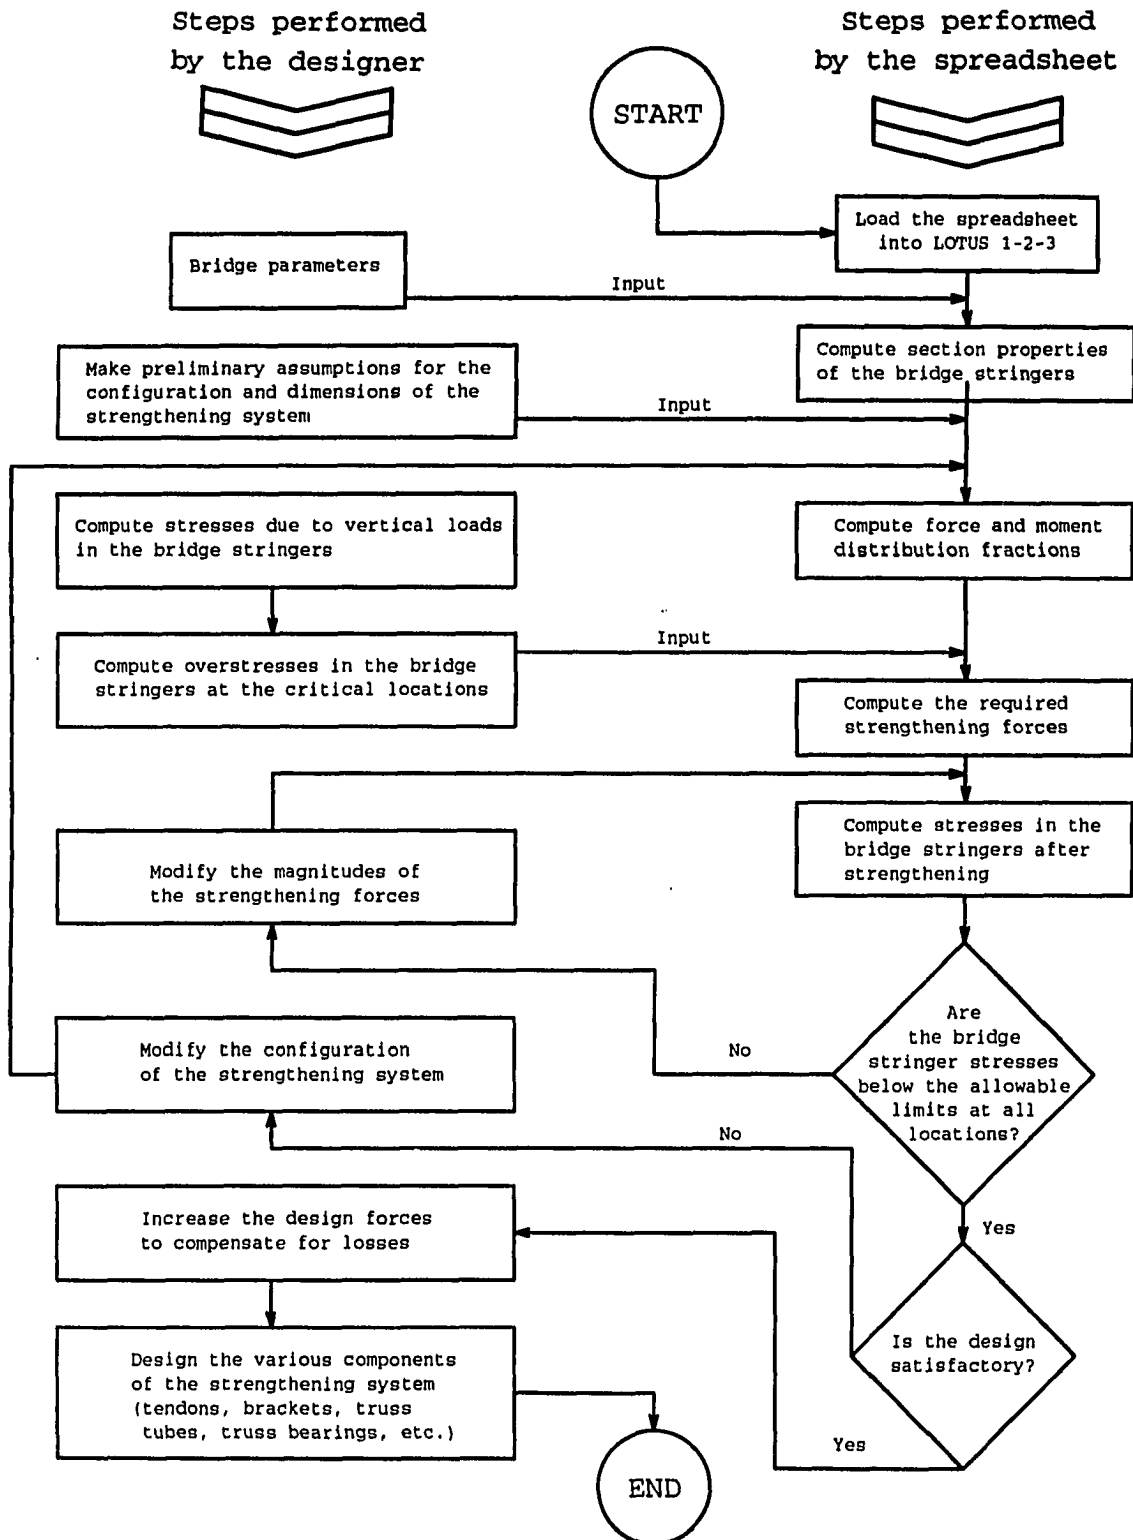 Steps performed
by the designer
Steps performed
by the spreadsheet
START
Load the spreadsheet
into LOTUS 1-2-3
Bridge parameters
Input
Compute section properties
of the bridge stringers
Make preliminary assumptions for the
configuration and dimensions of the
strengthening system
Input
Compute stresses due to vertical loads
in the bridge stringers
Compute force and moment
distribution fractions
Compute overstresses in the bridge
stringers at the critical locations
Input
Compute the required
strengthening forces
Compute stresses in the
bridge stringers after
strengthening
Modify the magnitudes of
the strengthening forces
Are
the bridge
stringer stresses
below the allowable
limits at all
locations?
No
Modify the configuration
of the strengthening system
No
Yes
Increase the design forces
to compensate for losses
Is the design
satisfactory?
Design the various components
of the strengthening system
(tendons, brackets, truss
tubes, truss bearings, etc.)
Yes
END